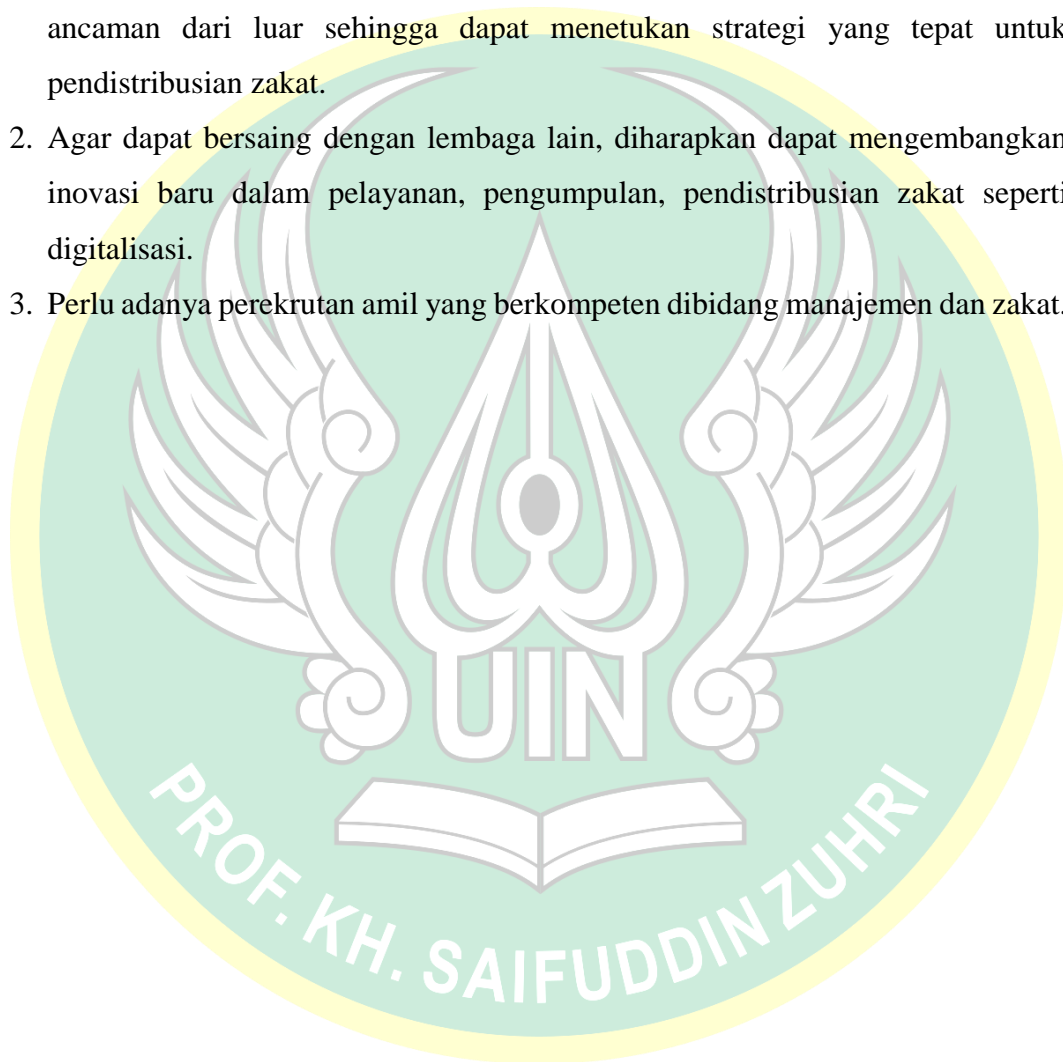 ancaman dari luar sehingga dapat menetukan strategi yang tepat untuk
pendistribusian zakat.
2. Agar dapat bersaing dengan lembaga lain, diharapkan dapat mengembangkan
inovasi baru dalam pelayanan, pengumpulan, pendistribusian zakat seperti
digitalisasi.
3. Perlu adanya perekrutan amil yang berkompeten dibidang manajemen dan zakat.
UIN
PROF. KH. SAIFUDDIN ZUHRI